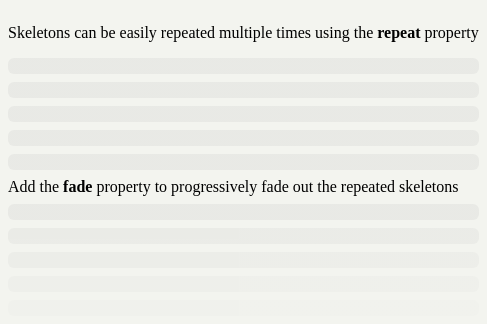 Skeletons can be easily repeated multiple times using the repeat property
Add the fade property to progressively fade out the repeated skeletons